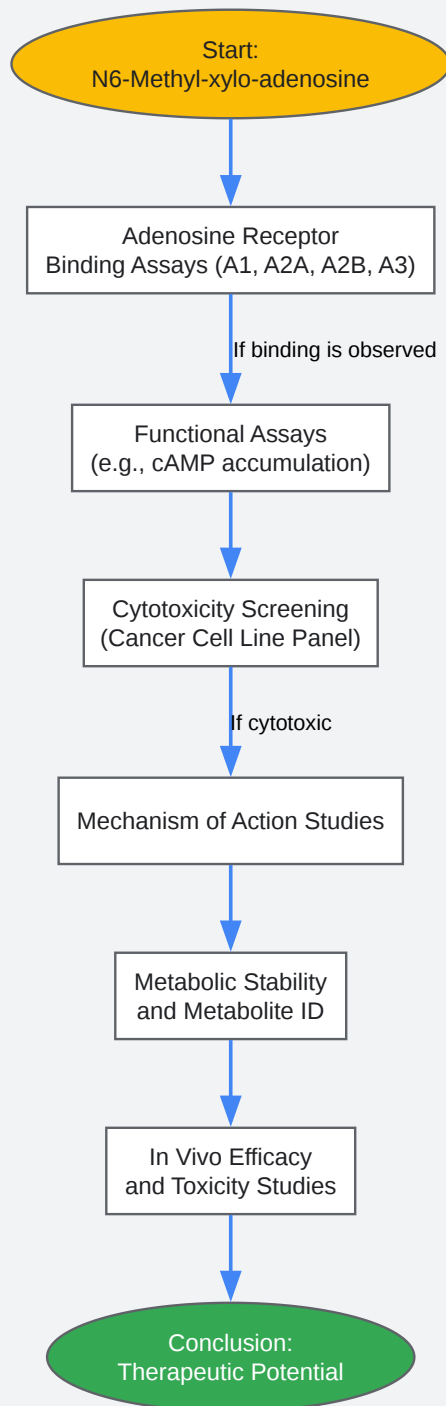 Start:
N6-Methyl-xylo-adenosine
Adenosine Receptor
Binding Assays (A1, A2A, A2B, A3)
If binding is observed
Functional Assays
(e.g., cAMP accumulation)
Cytotoxicity Screening
(Cancer Cell Line Panel)
If cytotoxic
Mechanism of Action Studies
Metabolic Stability
and Metabolite ID
In Vivo Efficacy
and Toxicity Studies
Conclusion:
Therapeutic Potential